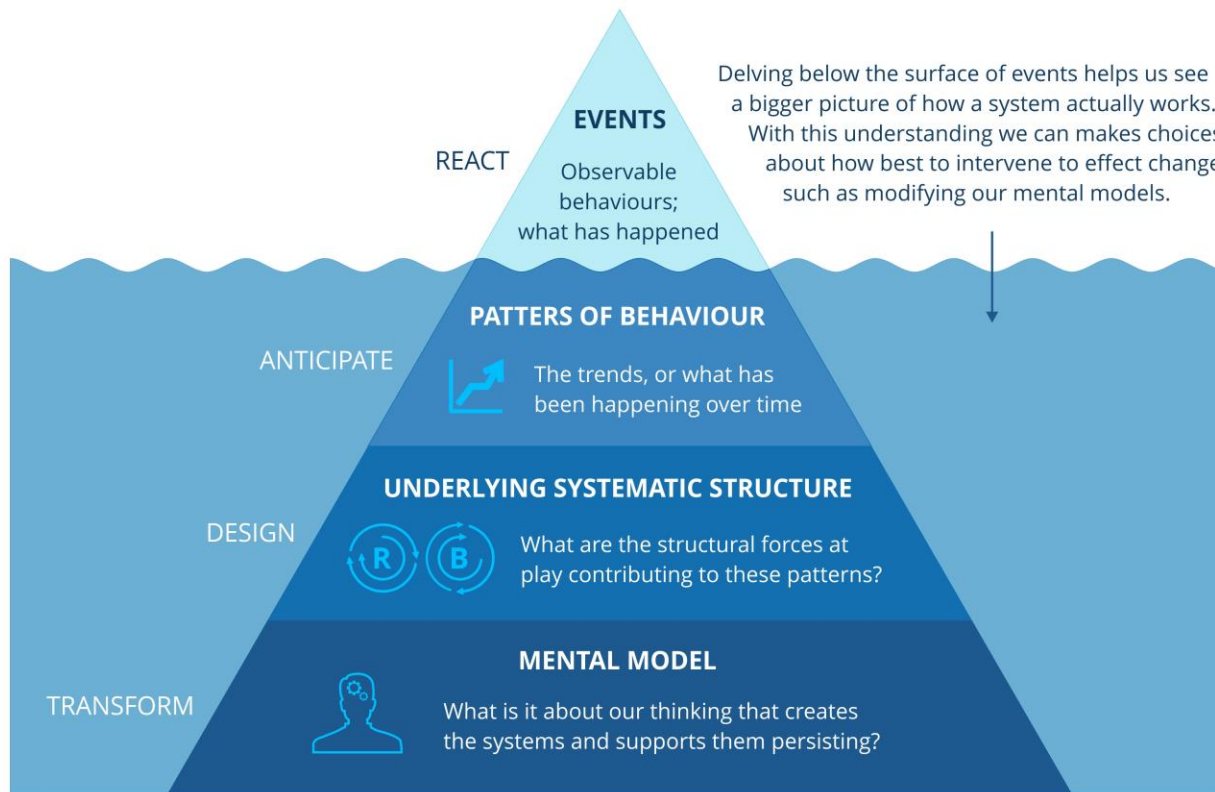 Delving below the surface of events helps us see
a bigger picture of how a system actually works.
With this understanding we can makes choices
about how best to intervene to effect change
such as modifying our mental models.
EVENTS
REACT
Observable
behaviours;
what has happened
PATTERS OF BEHAVIOUR
ANTICIPATE
The trends, or what has
been happening over time
UNDERLYING SYSTEMATIC STRUCTURE
DESIGN
R B
What are the structural forces at
play contributing to these patterns?
MENTAL MODEL
TRANSFORM
What is it about our thinking that creates
the systems and supports them persisting?